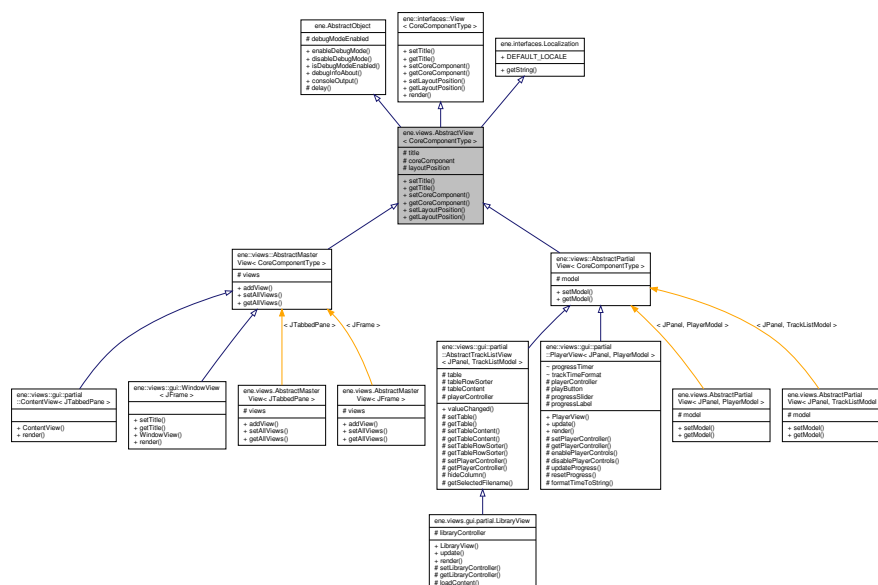 ene.AbstractObject
# debugModeEnabled
+ enableDebugMode()
+ disableDebugMode()
+ isDebugModeEnabled()
+ debugInfoAbout()
+ consoleOutput()
# delay()
ene::interfaces::View
< CoreComponentType >
+ setTitle()
+ getTitle()
+ setCoreComponent()
+ getCoreComponent()
+ setLayoutPosition()
+ getLayoutPosition()
+ render()
ene.interfaces.Localization
+ DEFAULT_LOCALE
+ getString()
ene.views.AbstractView
< CoreComponentType >
# title
# coreComponent
# layoutPosition
+ setTitle()
+ getTitle()
+ setCoreComponent()
+ getCoreComponent()
+ setLayoutPosition()
+ getLayoutPosition()
ene::views::AbstractMaster
View< CoreComponentType >
# views
+ addView()
+ setAllViews()
+ getAllViews()
ene::views::AbstractPartial
View< CoreComponentType >
# model
+ setModel()
+ getModel()
< JTabbedPane >
< JFrame >
< JPanel, PlayerModel >
< JPanel, TrackListModel >
ene::views::gui::partial
::ContentView< JTabbedPane >
+ ContentView()
+ render()
ene::views::gui::WindowView
< JFrame >
+ setTitle()
+ getTitle()
+ WindowView()
+ render()
ene.views.AbstractMaster
View< JTabbedPane >
# views
+ addView()
+ setAllViews()
+ getAllViews()
ene.views.AbstractMaster
View< JFrame >
# views
+ addView()
+ setAllViews()
+ getAllViews()
ene::views::gui::partial
::AbstractTrackListView
< JPanel, TrackListModel >
# table
# tableRowSorter
# tableContent
# playerController
+ valueChanged()
# setTable()
# getTable()
# setTableContent()
# getTableContent()
# setTableRowSorter()
# getTableRowSorter()
# setPlayerController()
# getPlayerController()
# hideColumn()
# getSelectedFilename()
ene::views::gui::partial
::PlayerView< JPanel, PlayerModel >
~ progressTimer
~ trackTimeFormat
# playerController
# playButton
# progressSlider
# progressLabel
+ PlayerView()
+ update()
+ render()
# setPlayerController()
# getPlayerController()
# enablePlayerControls()
# disablePlayerControls()
# updateProgress()
# resetProgress()
# formatTimeToString()
ene.views.AbstractPartial
View< JPanel, PlayerModel >
# model
+ setModel()
+ getModel()
ene.views.AbstractPartial
View< JPanel, TrackListModel >
# model
+ setModel()
+ getModel()
ene.views.gui.partial.LibraryView
# libraryController
+ LibraryView()
+ update()
+ render()
# setLibraryController()
# getLibraryController()
# loadContent()